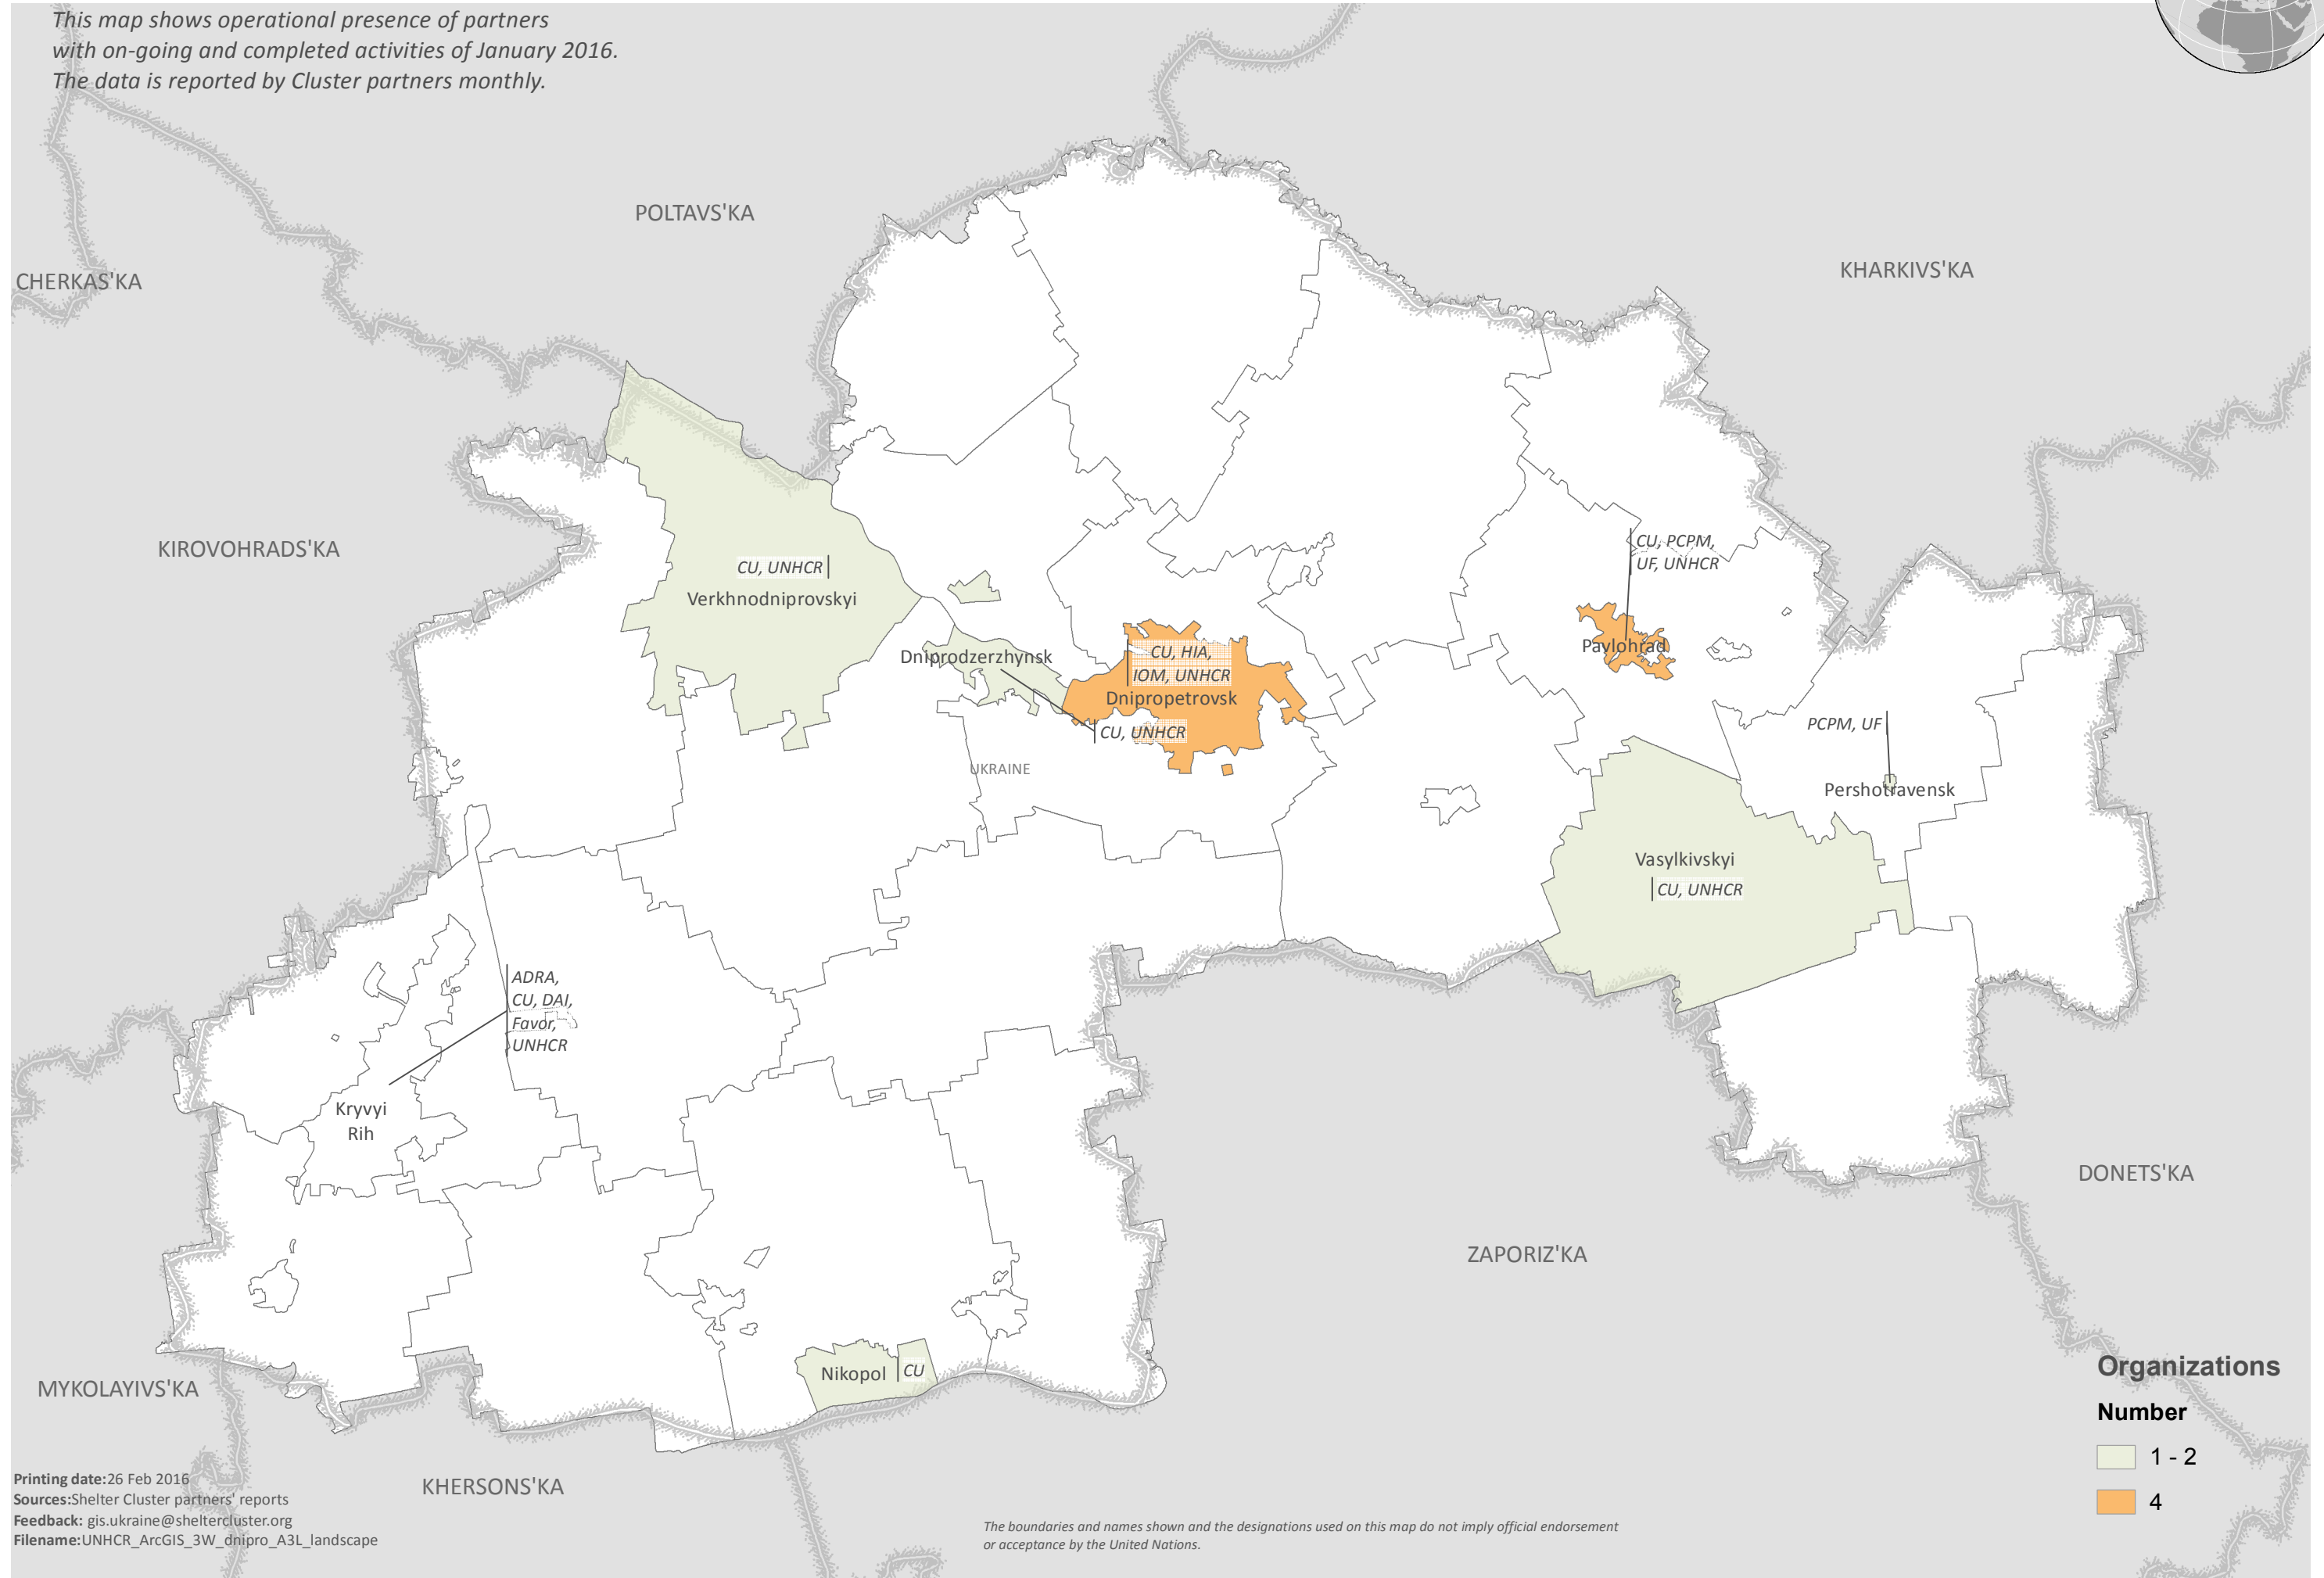 This map shows operational presence of partners
with on-going and completed activities of January 2016.
The data is reported by Cluster partners monthly.
POLTAVS'KA
KHARKIVS'KA
CHERKAS'KA
KIROVOHRADS'KA
CU, UNHCR
Verkhnodniprovskyi
CU, PCPM,
UF, UNHCR
Pavlohrad
Dniprodzerzhynsk
CU, HIA,
IOM, UNHCR
Dnipropetrovsk
CU, UNHCR
UKRAINE
PCPM, UF
Pershotravensk
Vasylkivskyi
CU, UNHCR
ADRA,
CU, DAI,
Favor,
UNHCR
Kryvyi
Rih
DONETS'KA
ZAPORIZ'KA
Nikopol
CU
MYKOLAYIVS'KA
KHERSONS'KA
Organizations
Number
1 - 2
4
Printing date:26 Feb 2016
Sources:Shelter Cluster partners' reports
Feedback: gis.ukraine@sheltercluster.org
Filename:UNHCR_ArcGIS_3W_dnipro_A3L_landscape
The boundaries and names shown and the designations used on this map do not imply official endorsement
or acceptance by the United Nations.